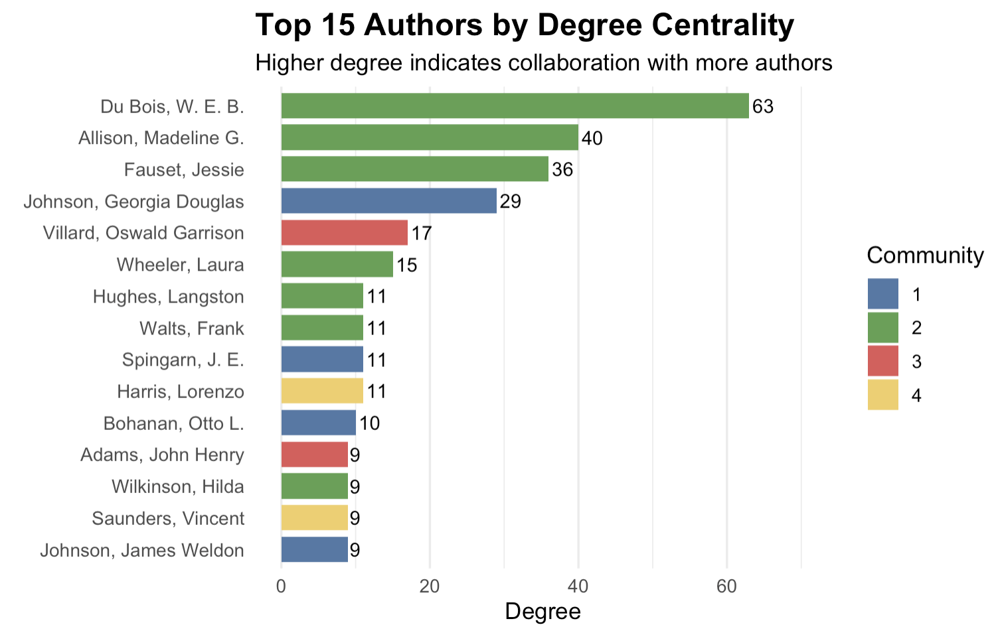 Top 15 Authors by Degree Centrality
Higher degree indicates collaboration with more authors
Du Bois, W. E. B. 63
Allison, Madeline G. 40
Fauset, Jessie 36
Johnson, Georgia Douglas 29
Villard, Oswald Garrison 17
Wheeler, Laura 15
Hughes, Langston 11
Walts, Frank 11
Spingarn, J. E. 11
Harris, Lorenzo 11
Bohanan, Otto L. 10
Adams, John Henry 9
Wilkinson, Hilda 9
Saunders, Vincent 9
Johnson, James Weldon 9
0 20 40 60
Degree
Community
1
2
3
4